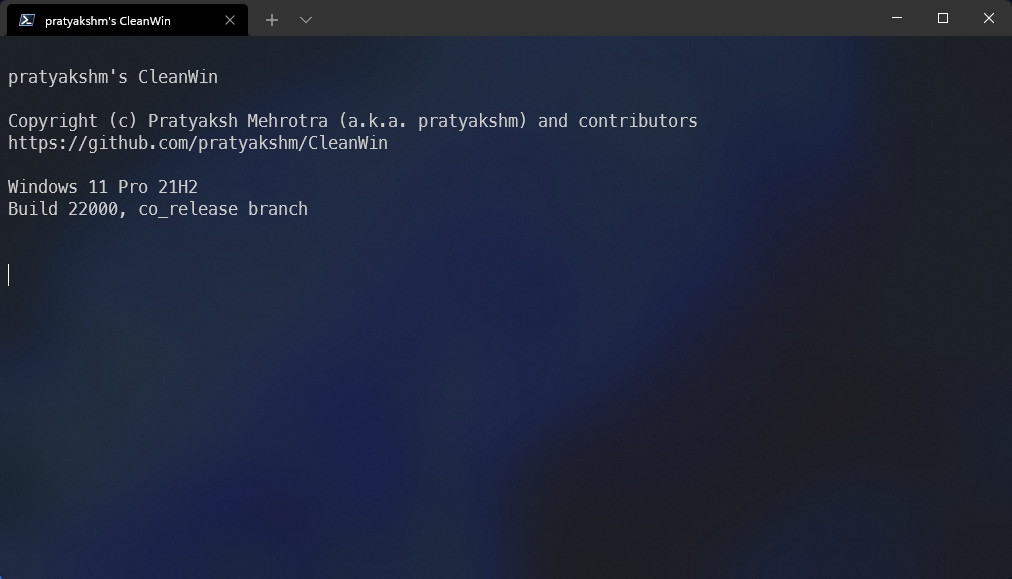 pratyakshm's CleanWin
pratyakshm's CleanWin
Copyright (c) Pratyaksh Mehrotra (a.k.a. pratyakshm) and contributors
https://github.com/pratyakshm/CleanWin
Windows 11 Pro 21H2
Build 22000, co_release branch